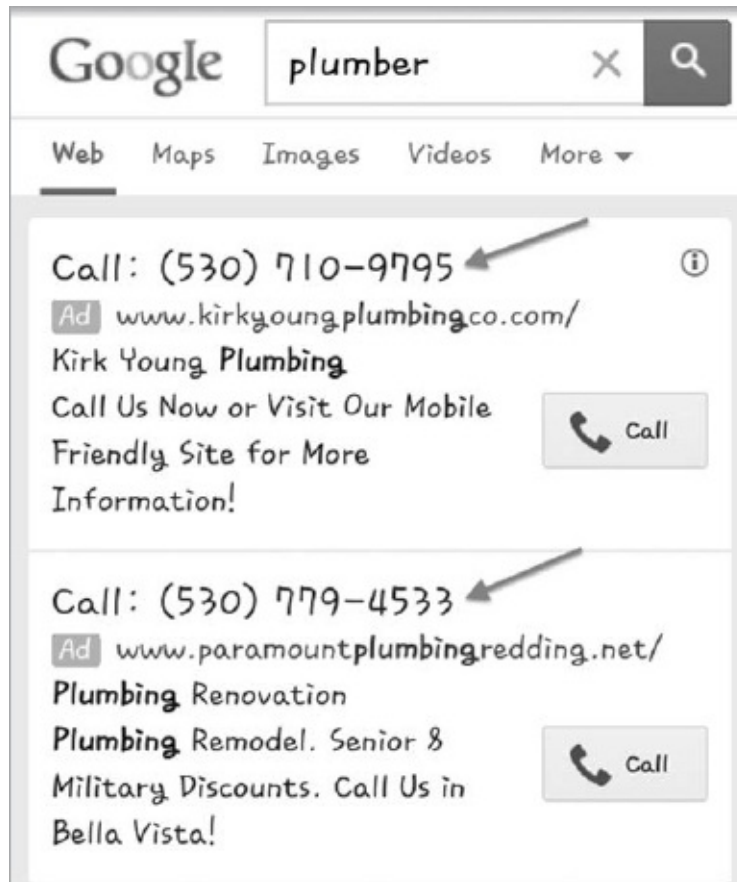 Google plumber
Web Maps Images Videos More
Call: (530) 710-9795
Ad www.kirkyoungplumbingco.com/
Kirk Young Plumbing
Call Us Now or Visit Our Mobile
Call
Friendly Site for More
Information!
Call: (530) 779-4533
Ad www.paramountplumbingredding.net/
Plumbing Renovation
Plumbing Remodel. Senior &
Call
Military Discounts. Call Us in
Bella Vista!